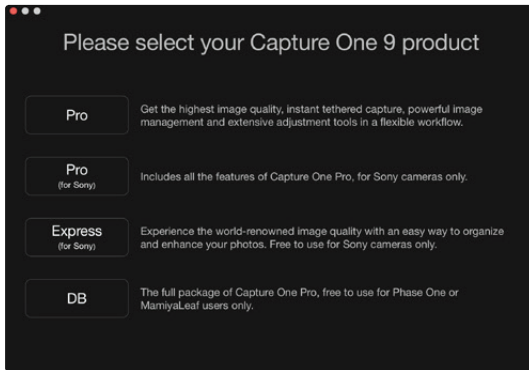 Please select your Capture One 9 product
Pro
Get the highest image quality, instant tethered capture, powerful image
management and extensive adjustment tools in a flexible workflow.
Pro
(for Sony)
Includes all the features of Capture One Pro, for Sony cameras only.
Express
(for Sony)
Experience the world-renowned image quality with an easy way to organize
and enhance your photos. Free to use for Sony cameras only.
DB
The full package of Capture One Pro, free to use for Phase One or
MamiyaLeaf users only.